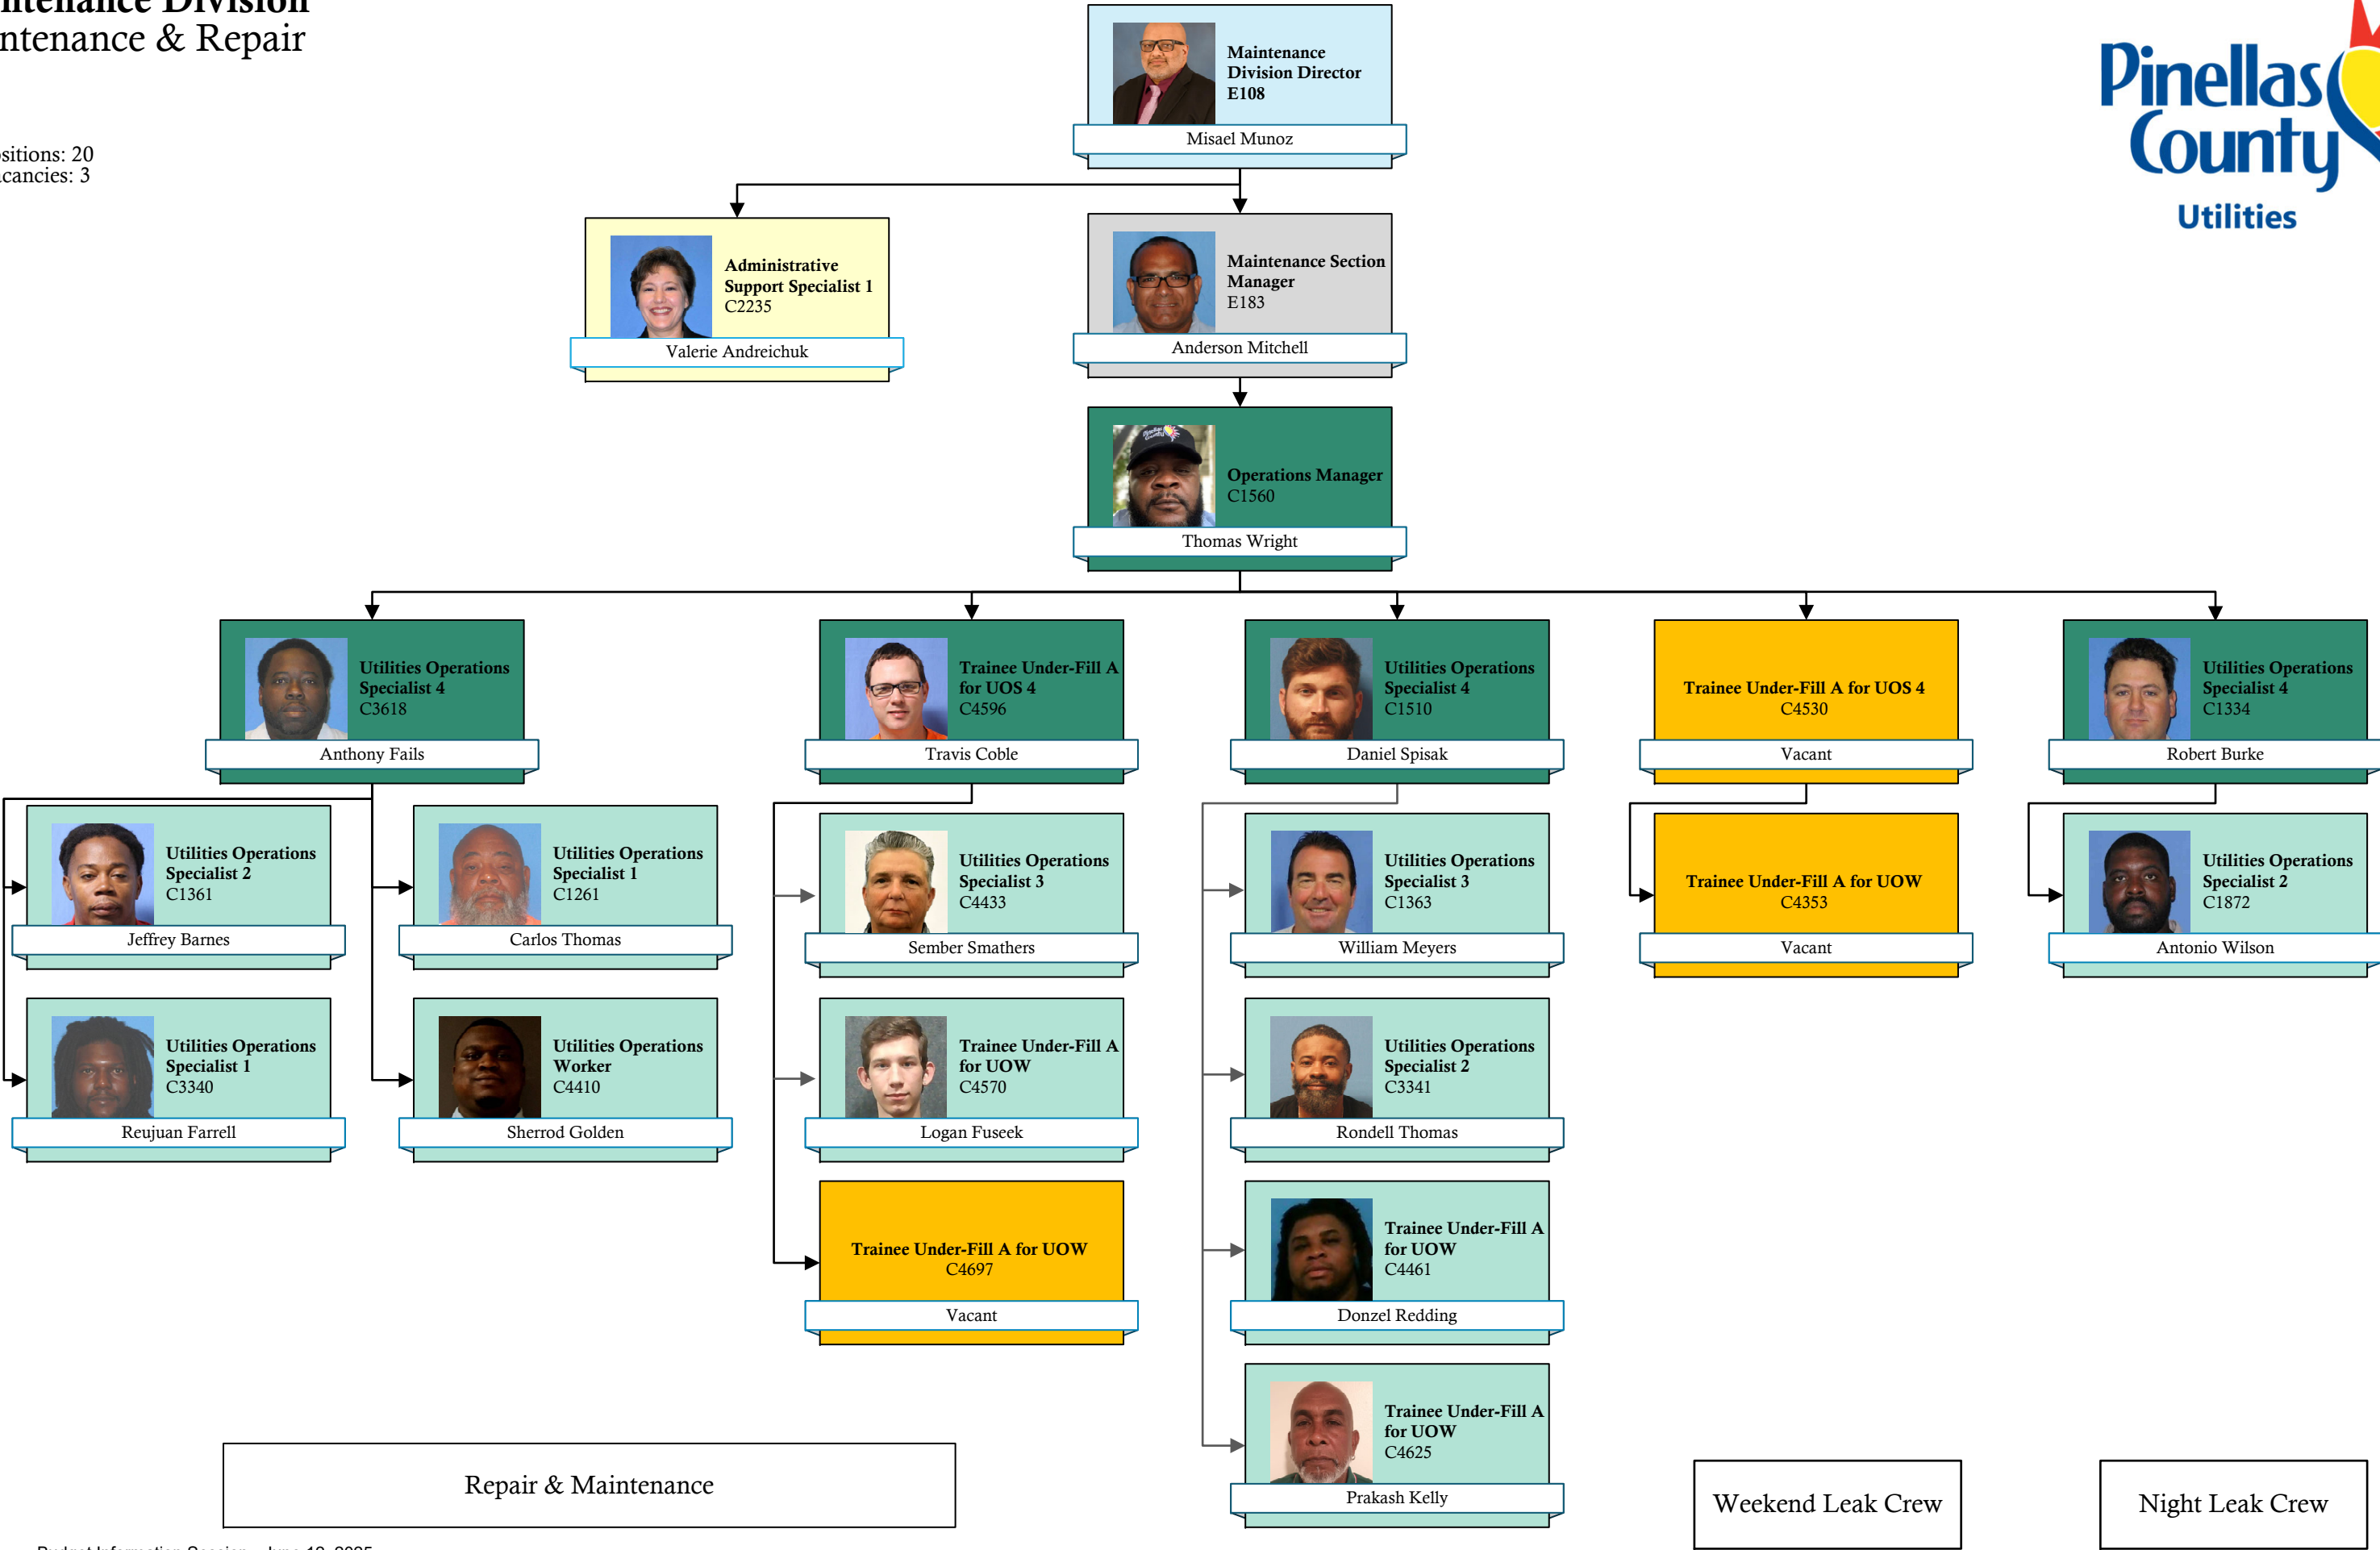 ntenance Division
ntenance & Repair
sitions: 20
acancies: 3
Pinellas
County
Utilities
Maintenance
Division Director
E108
Misael Munoz
Administrative
Support Specialist 1
C2235
Valerie Andreichuk
Maintenance Section
Manager
E183
Anderson Mitchell
Operations Manager
C1560
Thomas Wright
Utilities Operations
Specialist 4
C3618
Anthony Fails
Trainee Under-Fill A
for UOS 4
C4596
Travis Coble
Utilities Operations
Specialist 4
C1510
Daniel Spisak
Trainee Under-Fill A for UOS 4
C4530
Vacant
Utilities Operations
Specialist 4
C1334
Robert Burke
Utilities Operations
Specialist 2
C1361
Jeffrey Barnes
Utilities Operations
Specialist 1
C1261
Carlos Thomas
Utilities Operations
Specialist 3
C4433
Sember Smathers
Utilities Operations
Specialist 3
C1363
William Meyers
Trainee Under-Fill A for UOW
C4353
Vacant
Utilities Operations
Specialist 2
C1872
Antonio Wilson
Utilities Operations
Specialist 1
C3340
Reujuan Farrell
Utilities Operations
Worker
C4410
Sherrod Golden
Trainee Under-Fill A
for UOW
C4570
Logan Fuseek
Utilities Operations
Specialist 2
C3341
Rondell Thomas
Trainee Under-Fill A for UOW
C4697
Vacant
Trainee Under-Fill A
for UOW
C4461
Donzel Redding
Trainee Under-Fill A
for UOW
C4625
Prakash Kelly
Repair & Maintenance
Weekend Leak Crew
Night Leak Crew